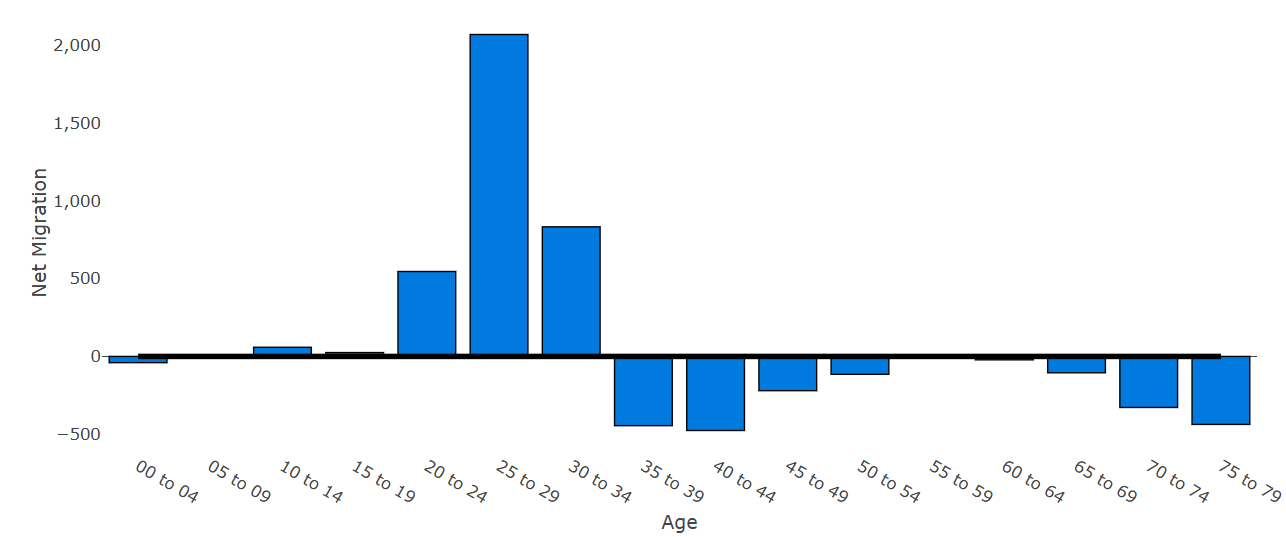 Net Migration
2,000
1,500
1,000
500
0
−500
00 to 04
05 to 09
10 to 14
15 to 19
20 to 24
25 to 29
30 to 34
35 to 39
40 to 44
45 to 49
50 to 54
55 to 59
60 to 64
65 to 69
70 to 74
75 to 79
Age